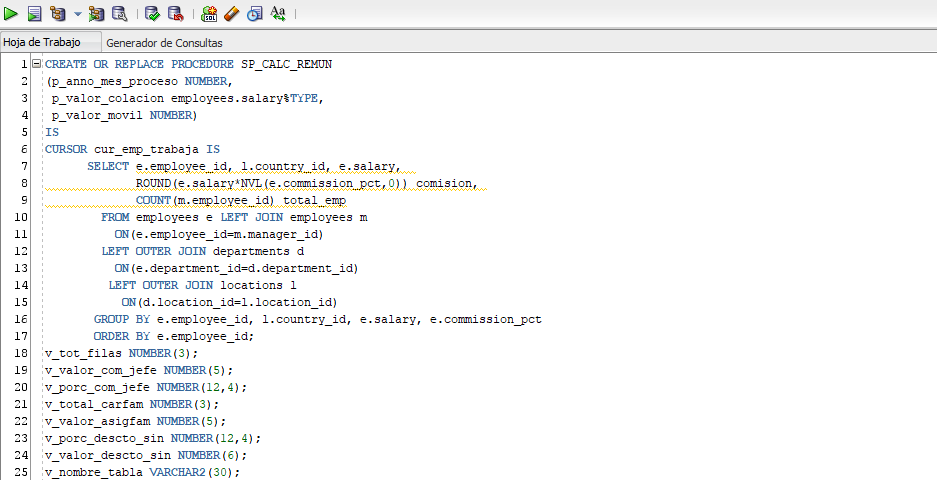 SQL
Aa
Hoja de Trabajo Generador de Consultas
1 CREATE OR REPLACE PROCEDURE SP_CALC_REMUN
2 (p_anno_mes_proceso NUMBER,
3 p_valor_colacion employees.salary%TYPE,
4 p_valor_movil NUMBER)
5 IS
6 CURSOR cur_emp_trabaja IS
7 SELECT e.employee_id, l.country_id, e.salary,
8 ROUND(e.salary*NVL(e.commission_pct,0)) comision,
9 COUNT(m.employee_id) total_emp
10 FROM employees e LEFT JOIN employees m
11 ON(e.employee_id=m.manager_id)
12 LEFT OUTER JOIN departments d
13 ON(e.department_id=d.department_id)
14 LEFT OUTER JOIN locations l
15 ON(d.location_id=l.location_id)
16 GROUP BY e.employee_id, l.country_id, e.salary, e.commission_pct
17 ORDER BY e.employee_id;
18 v_tot_filas NUMBER(3);
19 v_valor_com_jefe NUMBER(5);
20 v_porc_com_jefe NUMBER(12,4);
21 v_total_carfam NUMBER(3);
22 v_valor_asigfam NUMBER(5);
23 v_porc_descto_sin NUMBER(12,4);
24 v_valor_descto_sin NUMBER(6);
25 v_nombre_tabla VARCHAR2(30);